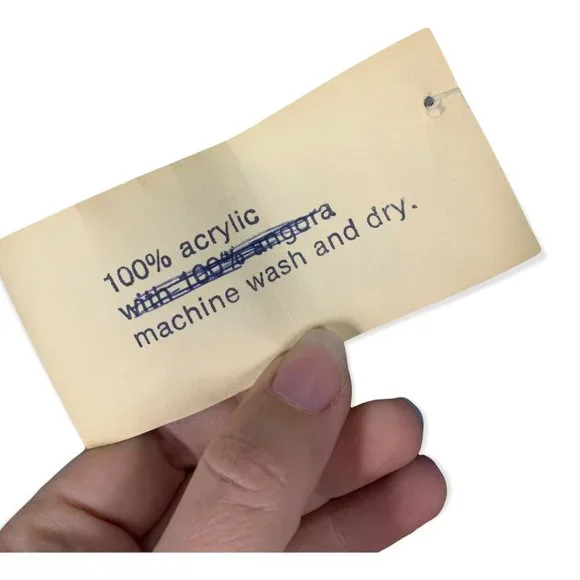 100% acrylic
with 100% angora
machine wash and dry.